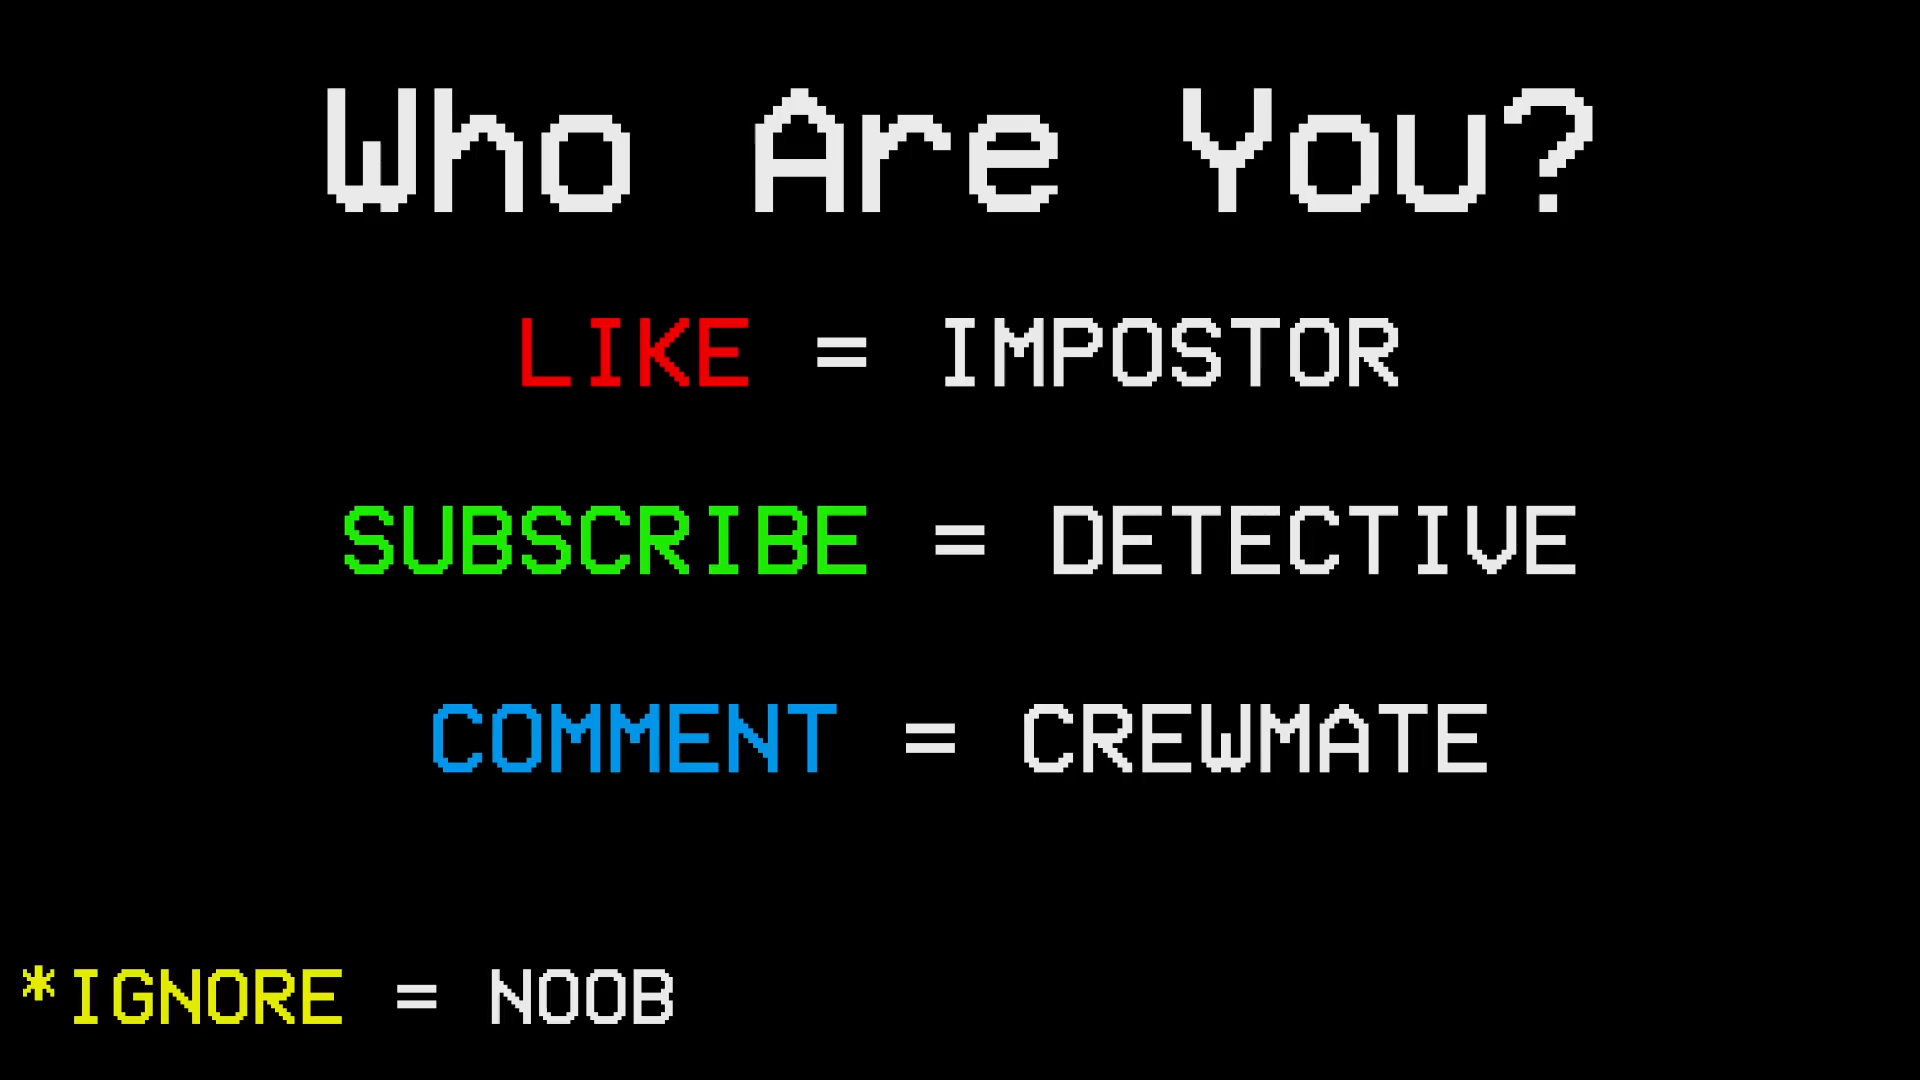 Who Are You?
LIKE = IMPOSTOR
SUBSCRIBE = DETECTIVE
COMMENT = CREWMATE
*IGNORE = NOOB